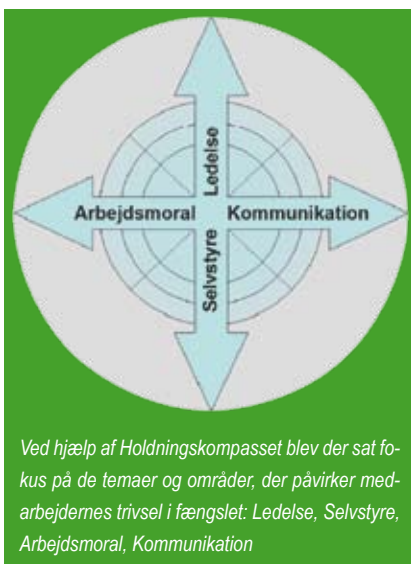 Ledelse
Arbejdsmoral Kommunikation
Selvstyre
Ved hjælp af Holdningskompasset blev der sat fo-
kus på de temaer og områder, der påvirker med-
arbejdernes trivsel i fængslet: Ledelse, Selvstyre,
Arbejdsmoral, Kommunikation